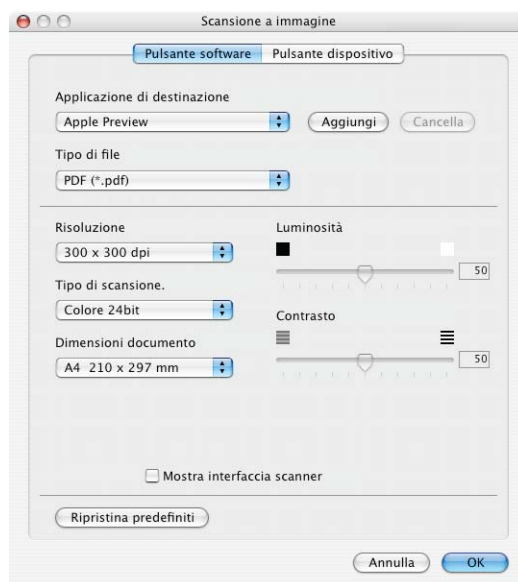 Scansione a immagine
Pulsante software Pulsante dispositivo
Applicazione di destinazione
Apple Preview Aggiungi Cancella
Tipo di file
PDF (*.pdf)
Risoluzione
300 x 300 dpi
Tipo di scansione.
Colore 24bit
Dimensioni documento
A4 210 x 297 mm
Luminosità
50
Contrasto
50
Mostra interfaccia scanner
Ripristina predefiniti
Annulla OK